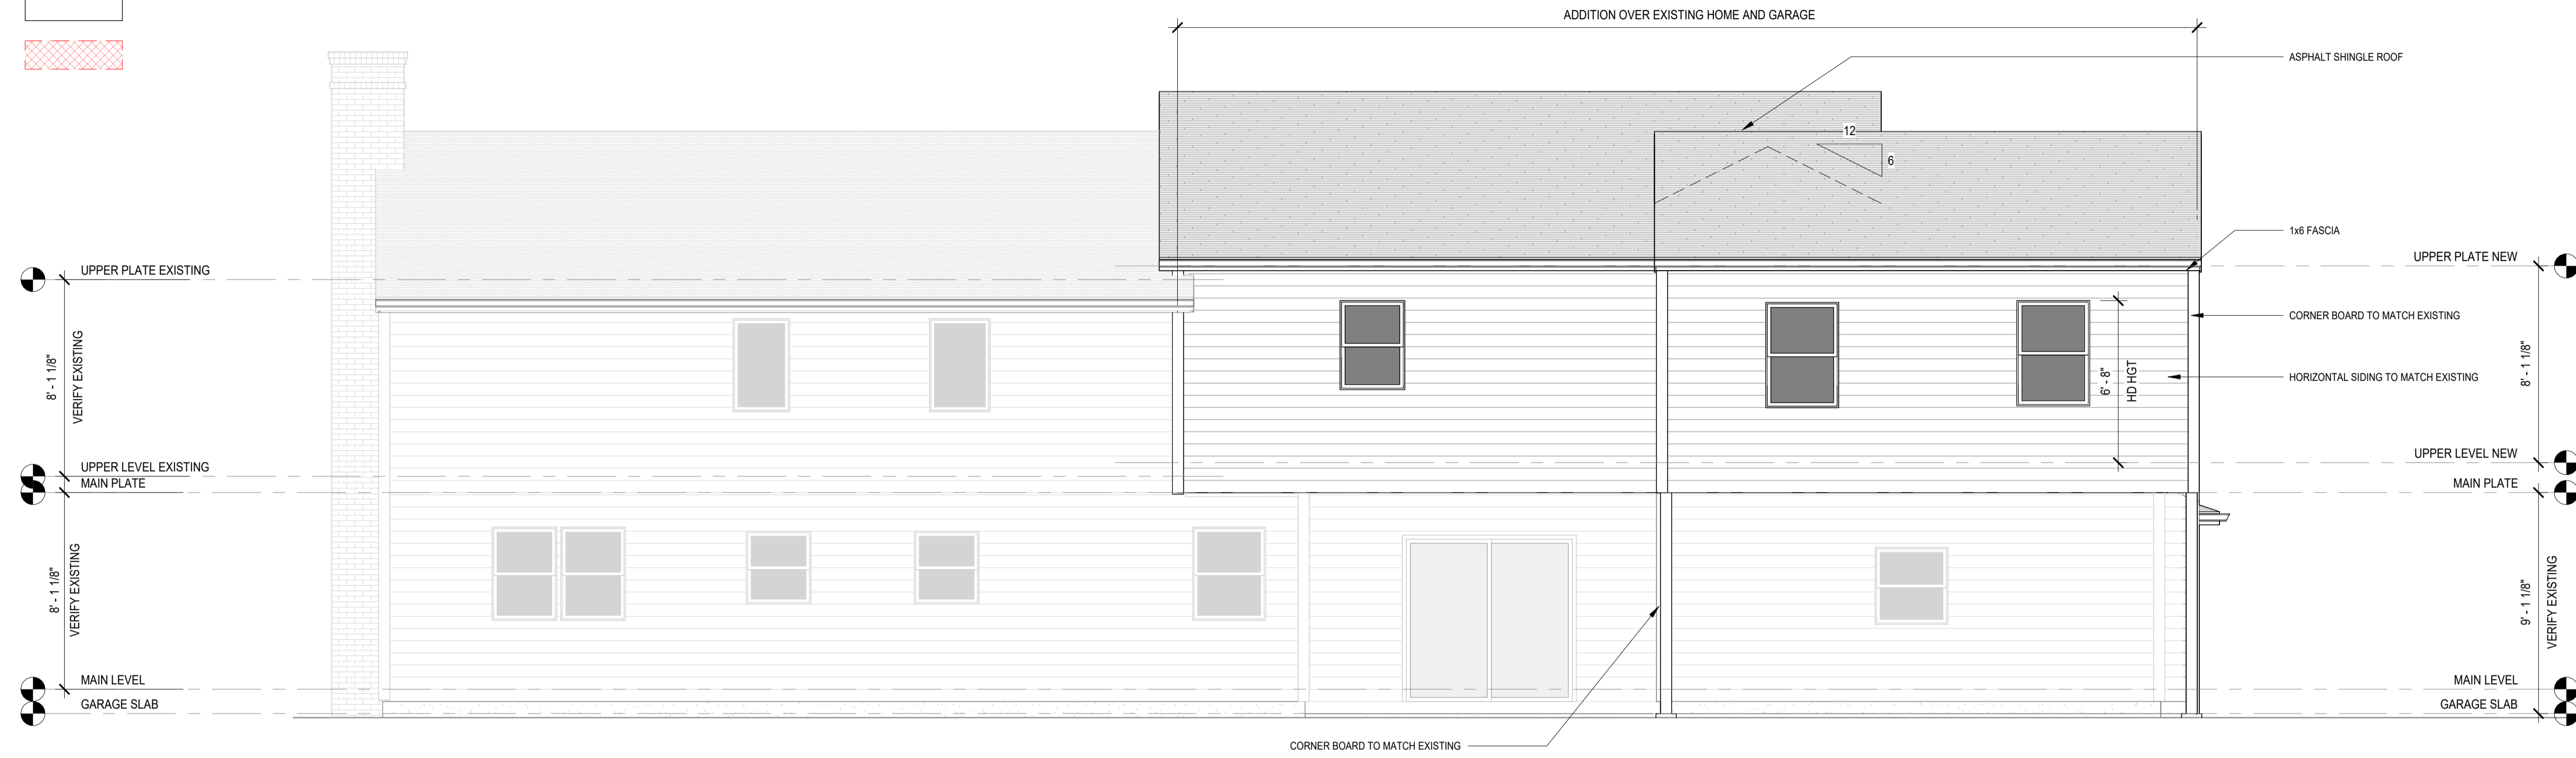 ADDITION OVER EXISTING HOME AND GARAGE
ASPHALT SHINGLE ROOF
12
6
1x6 FASCIA
UPPER PLATE EXISTING
UPPER PLATE NEW
CORNER BOARD TO MATCH EXISTING
8' - 1 1/8"
VERIFY EXISTING
6' - 8"
HD HGT
HORIZONTAL SIDING TO MATCH EXISTING
8' - 1 1/8"
UPPER LEVEL EXISTING
UPPER LEVEL NEW
MAIN PLATE
MAIN PLATE
8' - 1 1/8"
VERIFY EXISTING
9' - 1 1/8"
VERIFY EXISTING
MAIN LEVEL
MAIN LEVEL
GARAGE SLAB
GARAGE SLAB
CORNER BOARD TO MATCH EXISTING